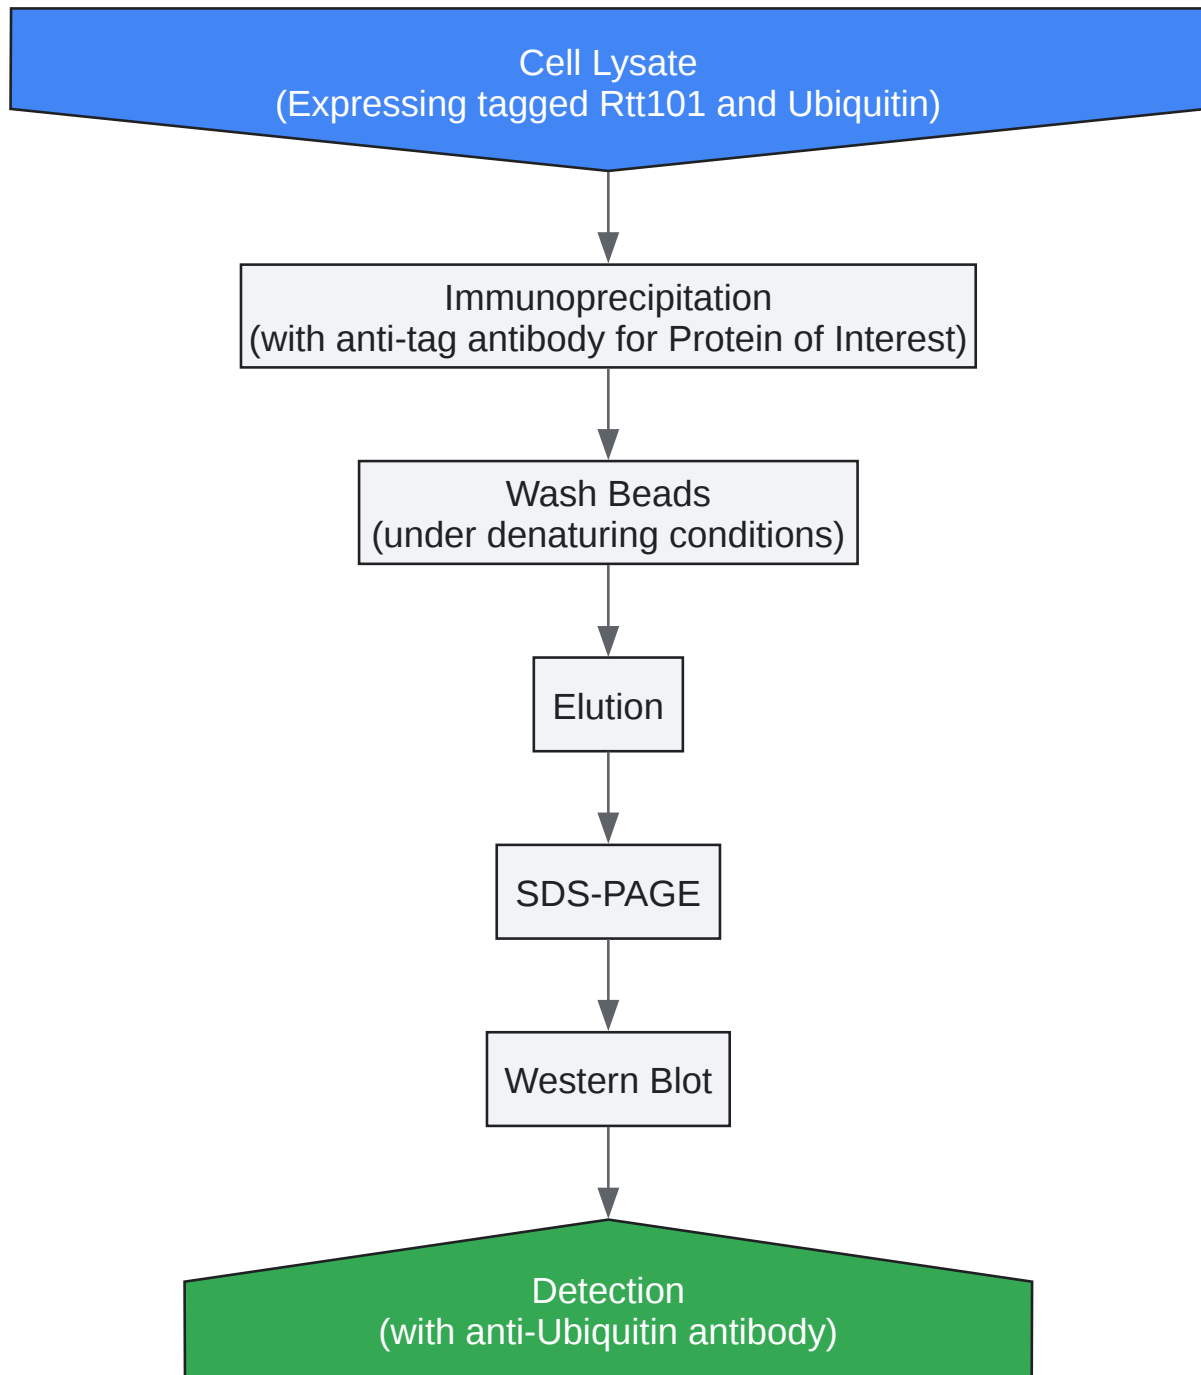 Cell Lysate
(Expressing tagged Rtt101 and Ubiquitin)
Immunoprecipitation
(with anti-tag antibody for Protein of Interest)
Wash Beads
(under denaturing conditions)
Elution
SDS-PAGE
Western Blot
Detection
(with anti-Ubiquitin antibody)